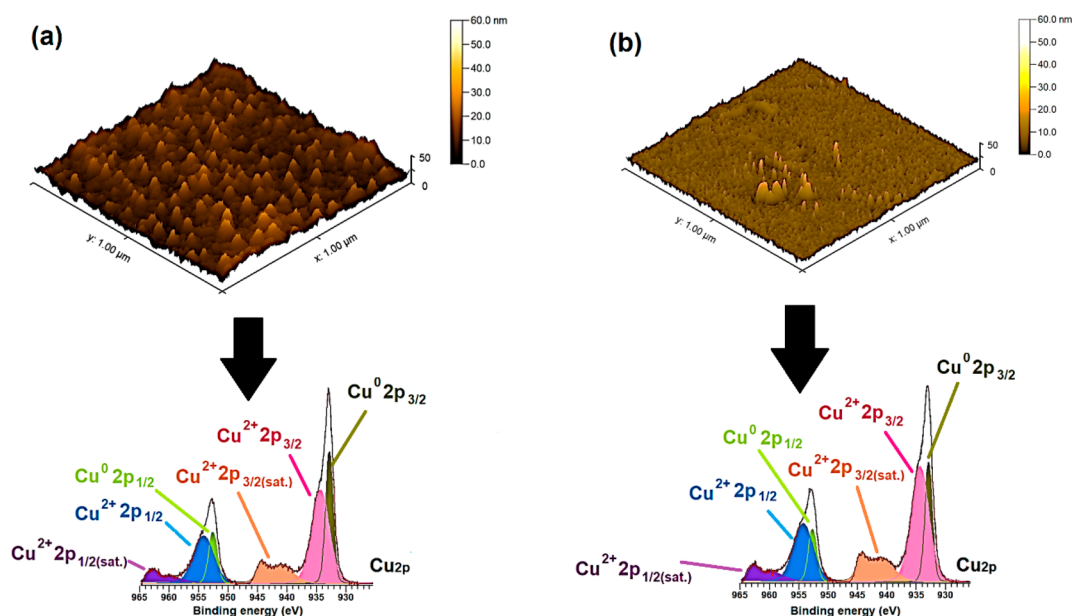 (a)
60.0 nm
50.0
40.0
30.0
20.0
10.0
0.0
50
0
y: 1.00 µm
x: 1.00 µm
Cu⁰ 2p3/2
Cu²⁺ 2p3/2
Cu⁰ 2p1/2
Cu²⁺ 2p3/2(sat.)
Cu²⁺ 2p1/2
Cu²⁺ 2p1/2(sat.)
Cu2p
965 960 955 950 945 940 935 930
Binding energy (eV)
(b)
60.0 nm
50.0
40.0
30.0
20.0
10.0
0.0
50
0
y: 1.00 µm
x: 1.00 µm
Cu⁰ 2p3/2
Cu²⁺ 2p3/2
Cu⁰ 2p1/2
Cu²⁺ 2p3/2(sat.)
Cu²⁺ 2p1/2
Cu²⁺ 2p1/2(sat.)
Cu2p
965 960 955 950 945 940 935 930
Binding energy (eV)